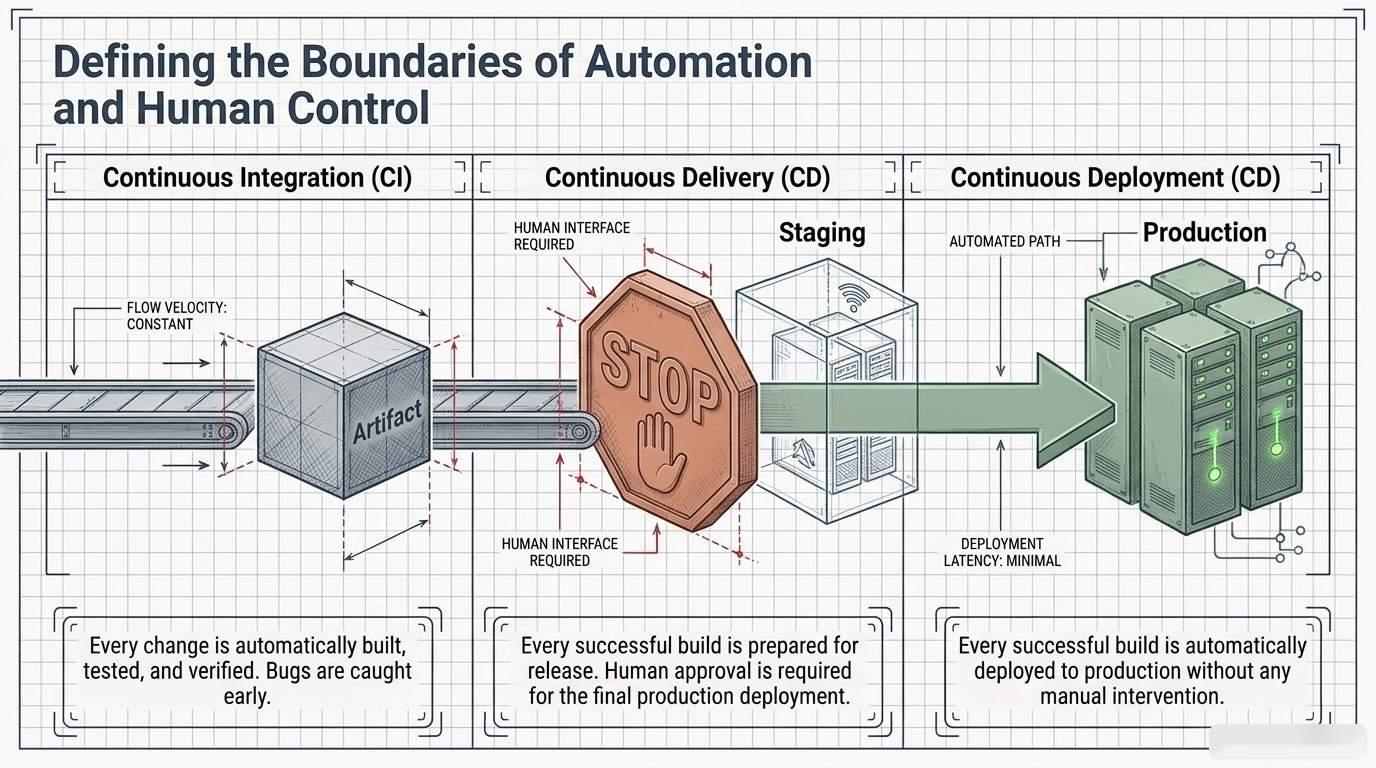 Defining the Boundaries of Automation
and Human Control
Continuous Integration (CI)
FLOW VELOCITY:
CONSTANT
Artifact
Every change is automatically built,
tested, and verified. Bugs are caught
early.
Continuous Delivery (CD)
HUMAN INTERFACE
REQUIRED
Staging
STOP
HUMAN INTERFACE
REQUIRED
Every successful build is prepared for
release. Human approval is required
for the final production deployment.
Continuous Deployment (CD)
AUTOMATED PATH
Production
DEPLOYMENT
LATENCY: MINIMAL
Every successful build is automatically
deployed to production without any
manual intervention.